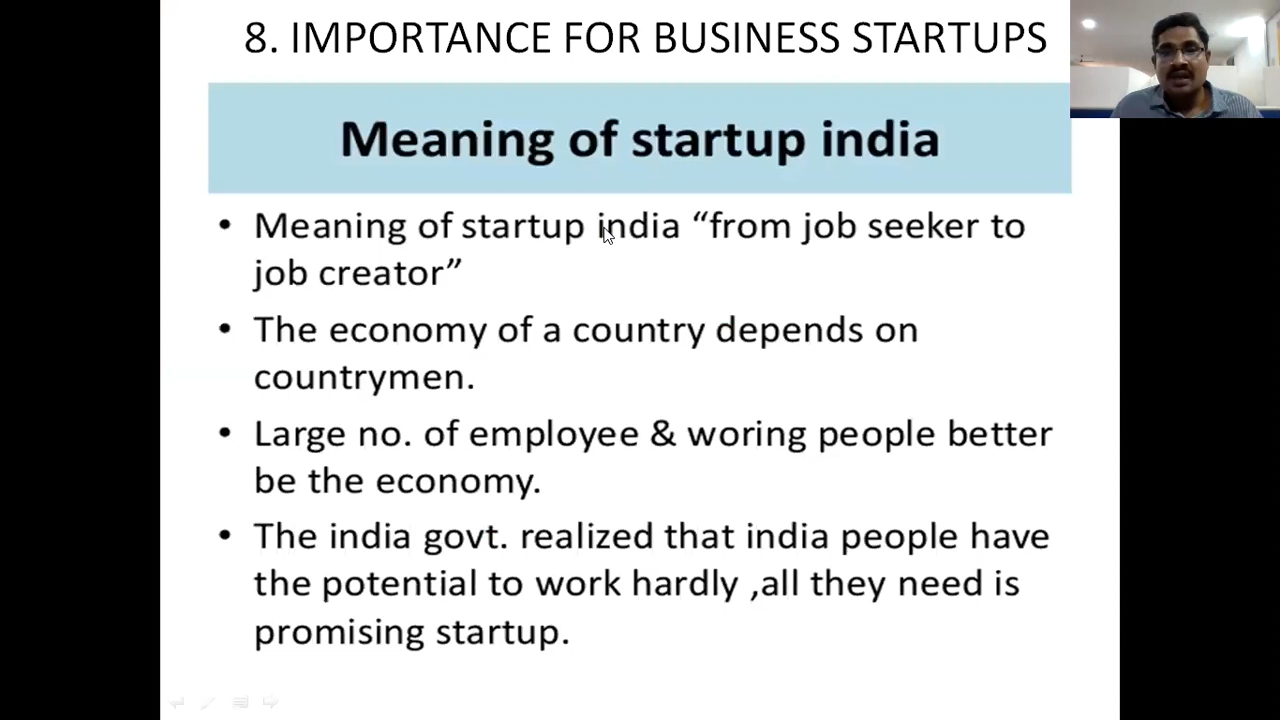 8. IMPORTANCE FOR BUSINESS STARTUPS
Meaning of startup india
• Meaning of startup india “from job seeker to
job creator”
• The economy of a country depends on
countrymen.
• Large no. of employee & woring people better
be the economy.
• The india govt. realized that india people have
the potential to work hardly ,all they need is
promising startup.